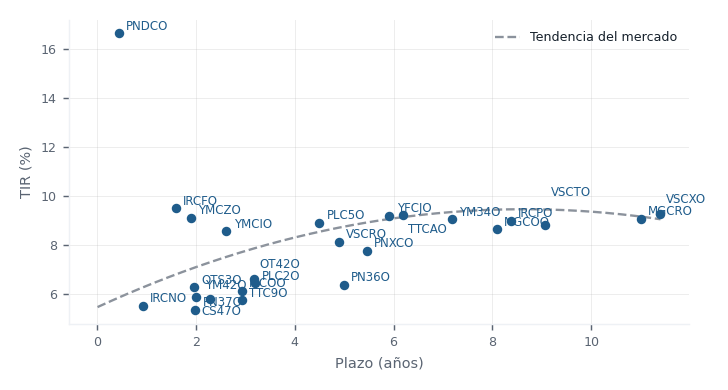 PNDCO
Tendencia del mercado
16
14
12
10
8
6
TIR (%)
VSCTO
VSCXO
IRCFO
YMCZO
YFCJO
YM34O
IRCPO
MGCRO
PLC5O
YMCIO
TTCAO
MGCOO
VSCRO
PNXCO
OT42O
PLC2O
PN36O
OTS3O
YM42O
TTC9O
IRCNO
PN37O
CS47O
0
2
4
6
8
10
Plazo (años)